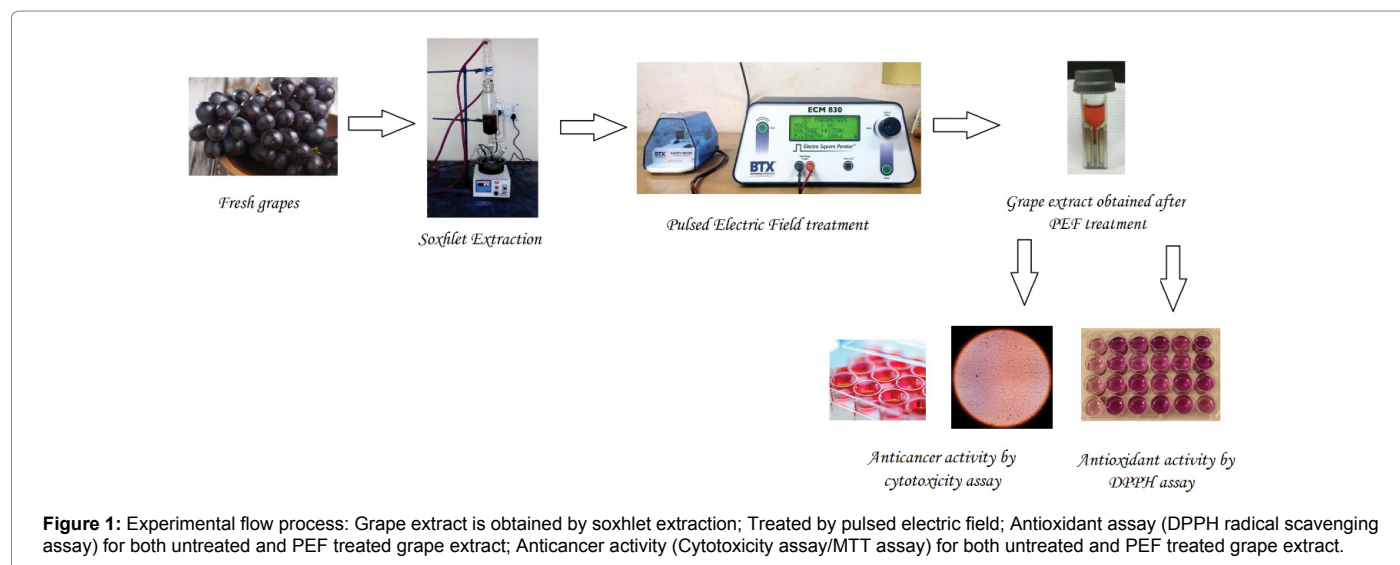 Fresh grapes
Soxhlet Extraction
ECM 830
SET PARAMETERS
BTX
Electro Square Porator
BTX
Pulsed Electric Field treatment
Grape extract obtained after
PEF treatment
Anticancer activity by
cytotoxicity assay
Antioxidant activity by
DPPH assay
Figure 1: Experimental flow process: Grape extract is obtained by soxhlet extraction; Treated by pulsed electric field; Antioxidant assay (DPPH radical scavenging
assay) for both untreated and PEF treated grape extract; Anticancer activity (Cytotoxicity assay/MTT assay) for both untreated and PEF treated grape extract.